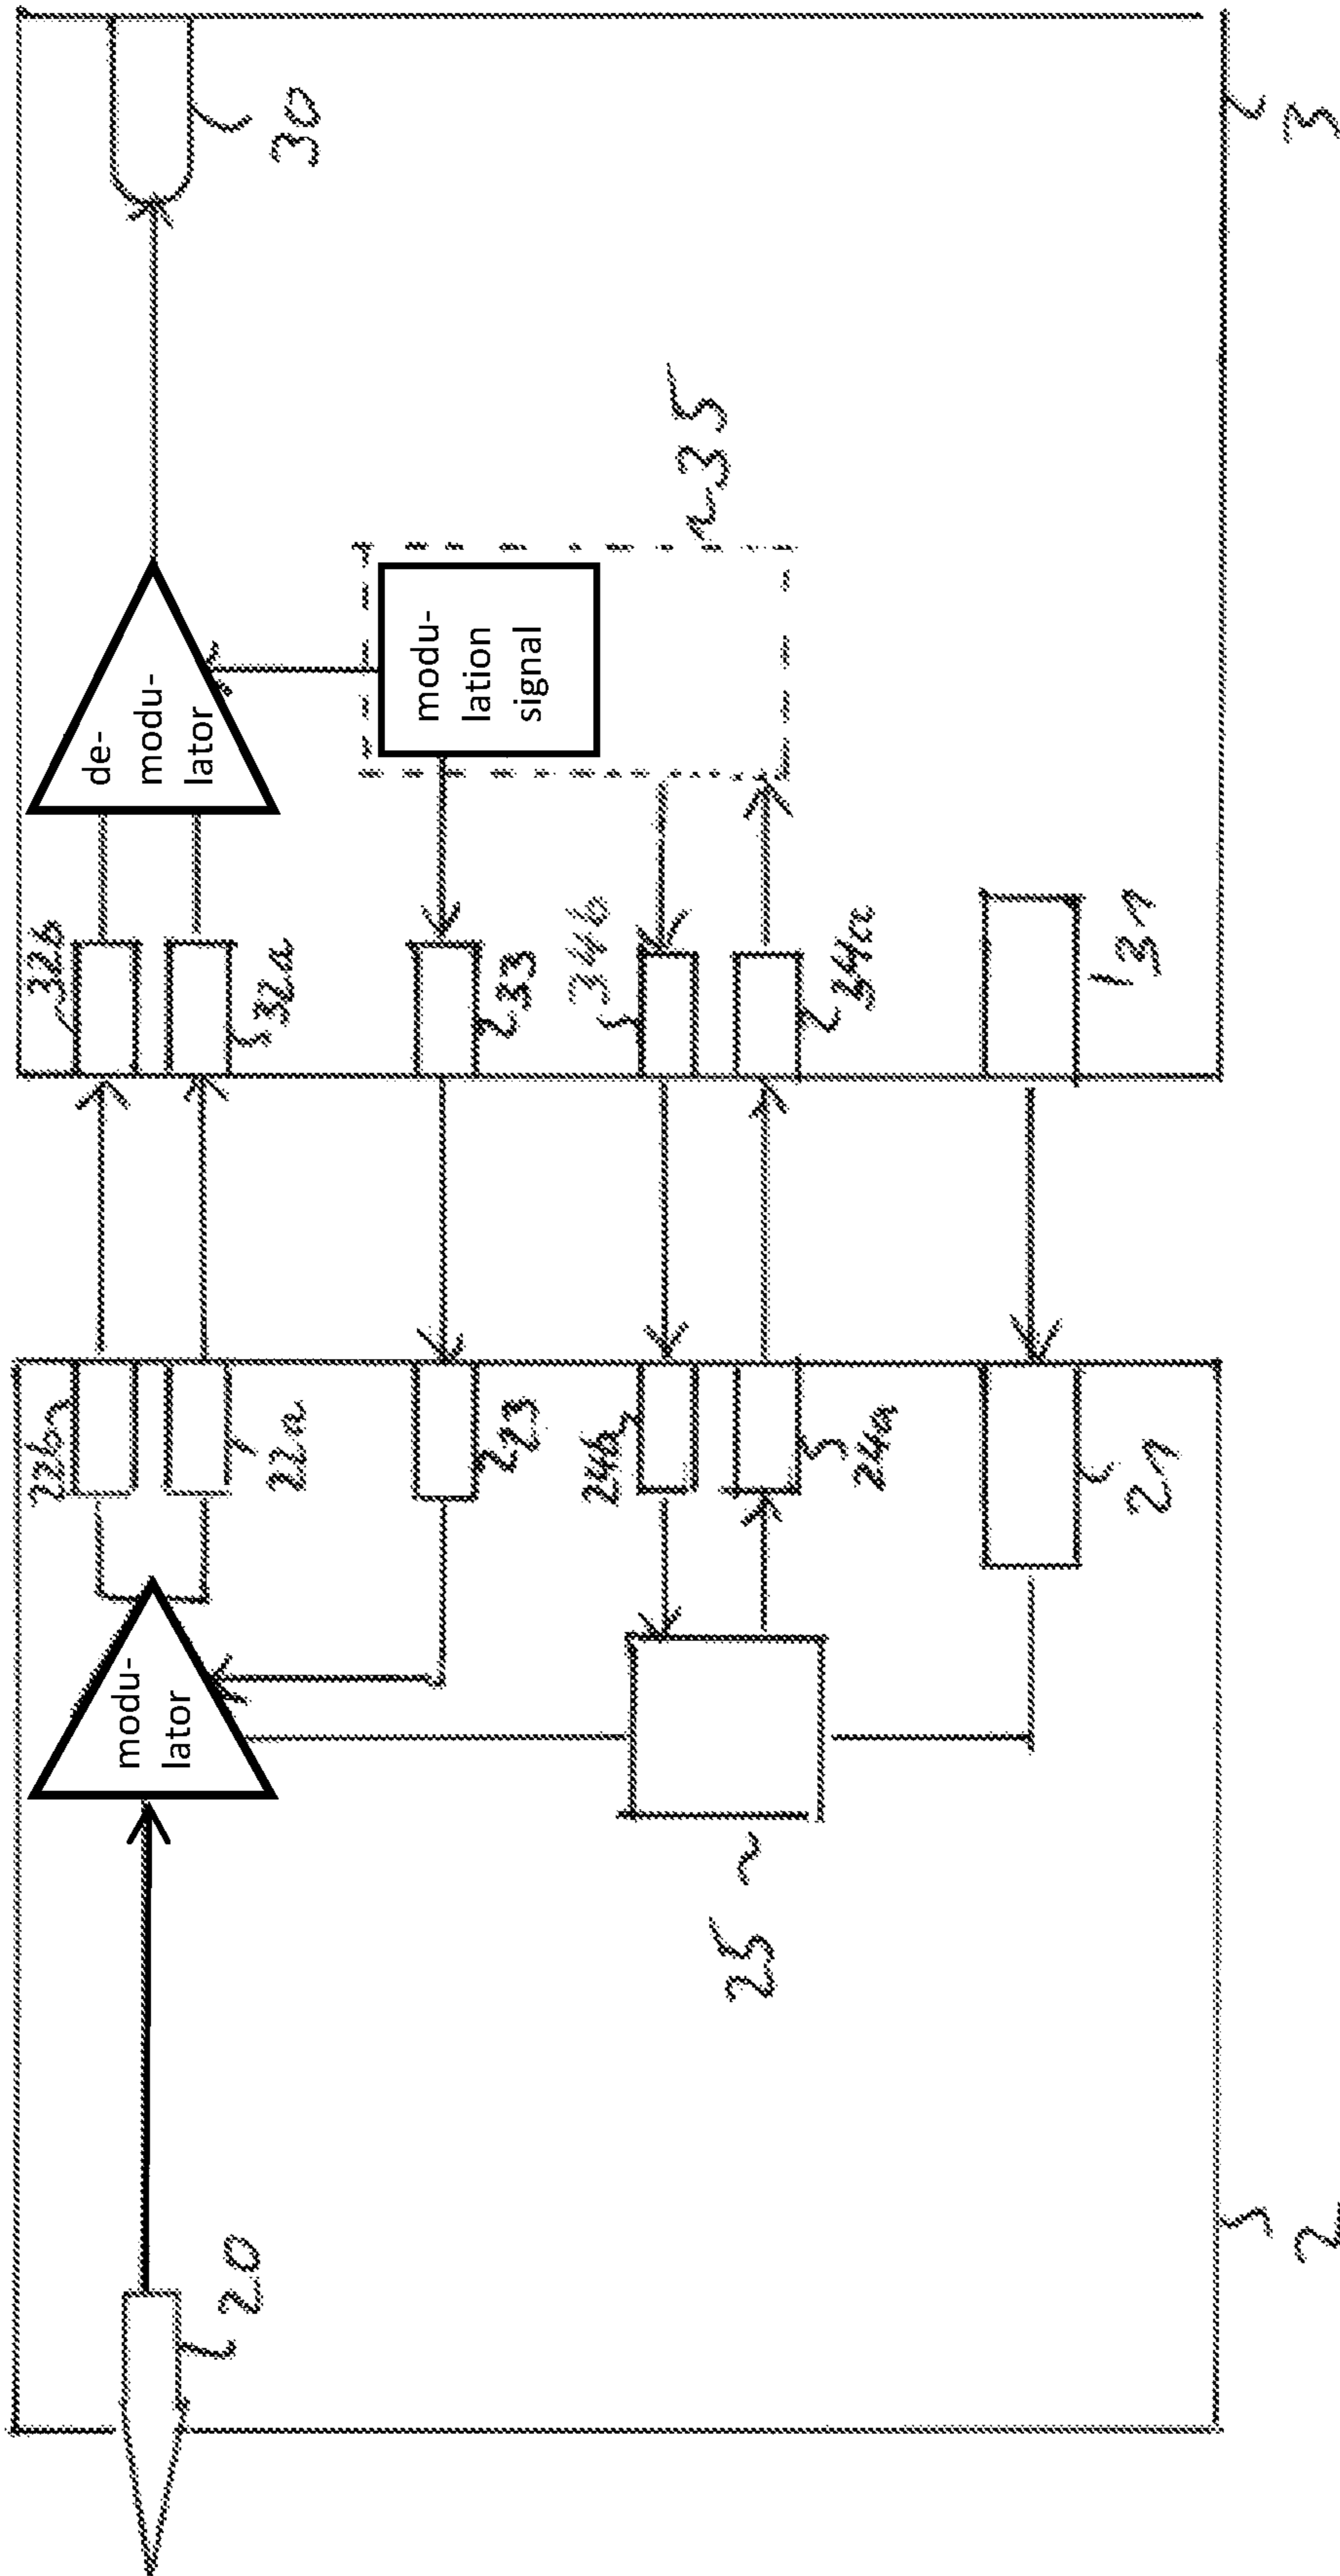 20
modu-
lator
22b
22a
23
24b
24a
21
25
2
32b
32a
33
34b
34a
31
de-
modu-
lator
modu-
lation
signal
35
30
3